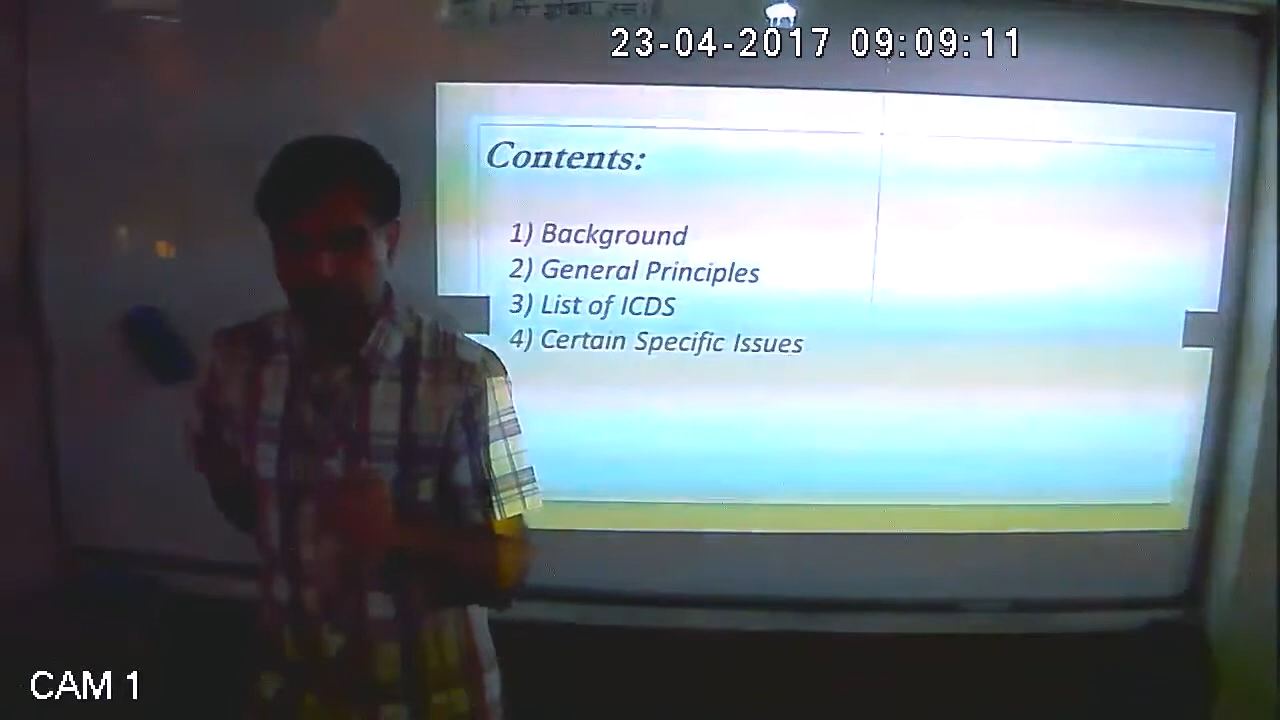 23-04-2017 09:09:11
Contents:
1) Background
2) General Principles
3) List of ICDS
4) Certain Specific Issues
CAM 1